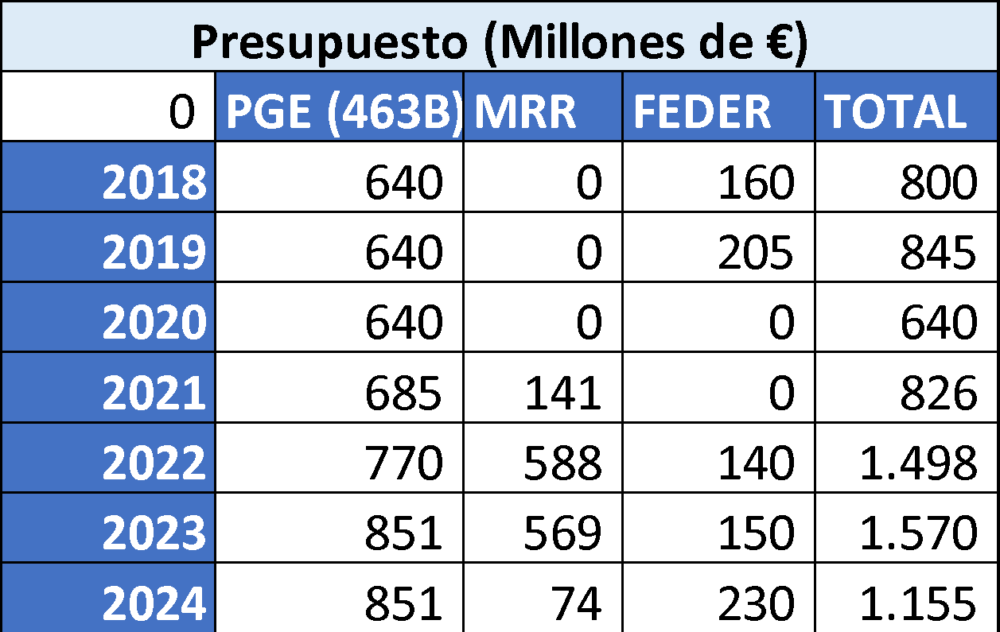 Presupuesto (Millones de €)
0 PGE (463B) MRR FEDER TOTAL
2018 640 0 160 800
2019 640 0 205 845
2020 640 0 0 640
2021 685 141 0 826
2022 770 588 140 1.498
2023 851 569 150 1.570
2024 851 74 230 1.155